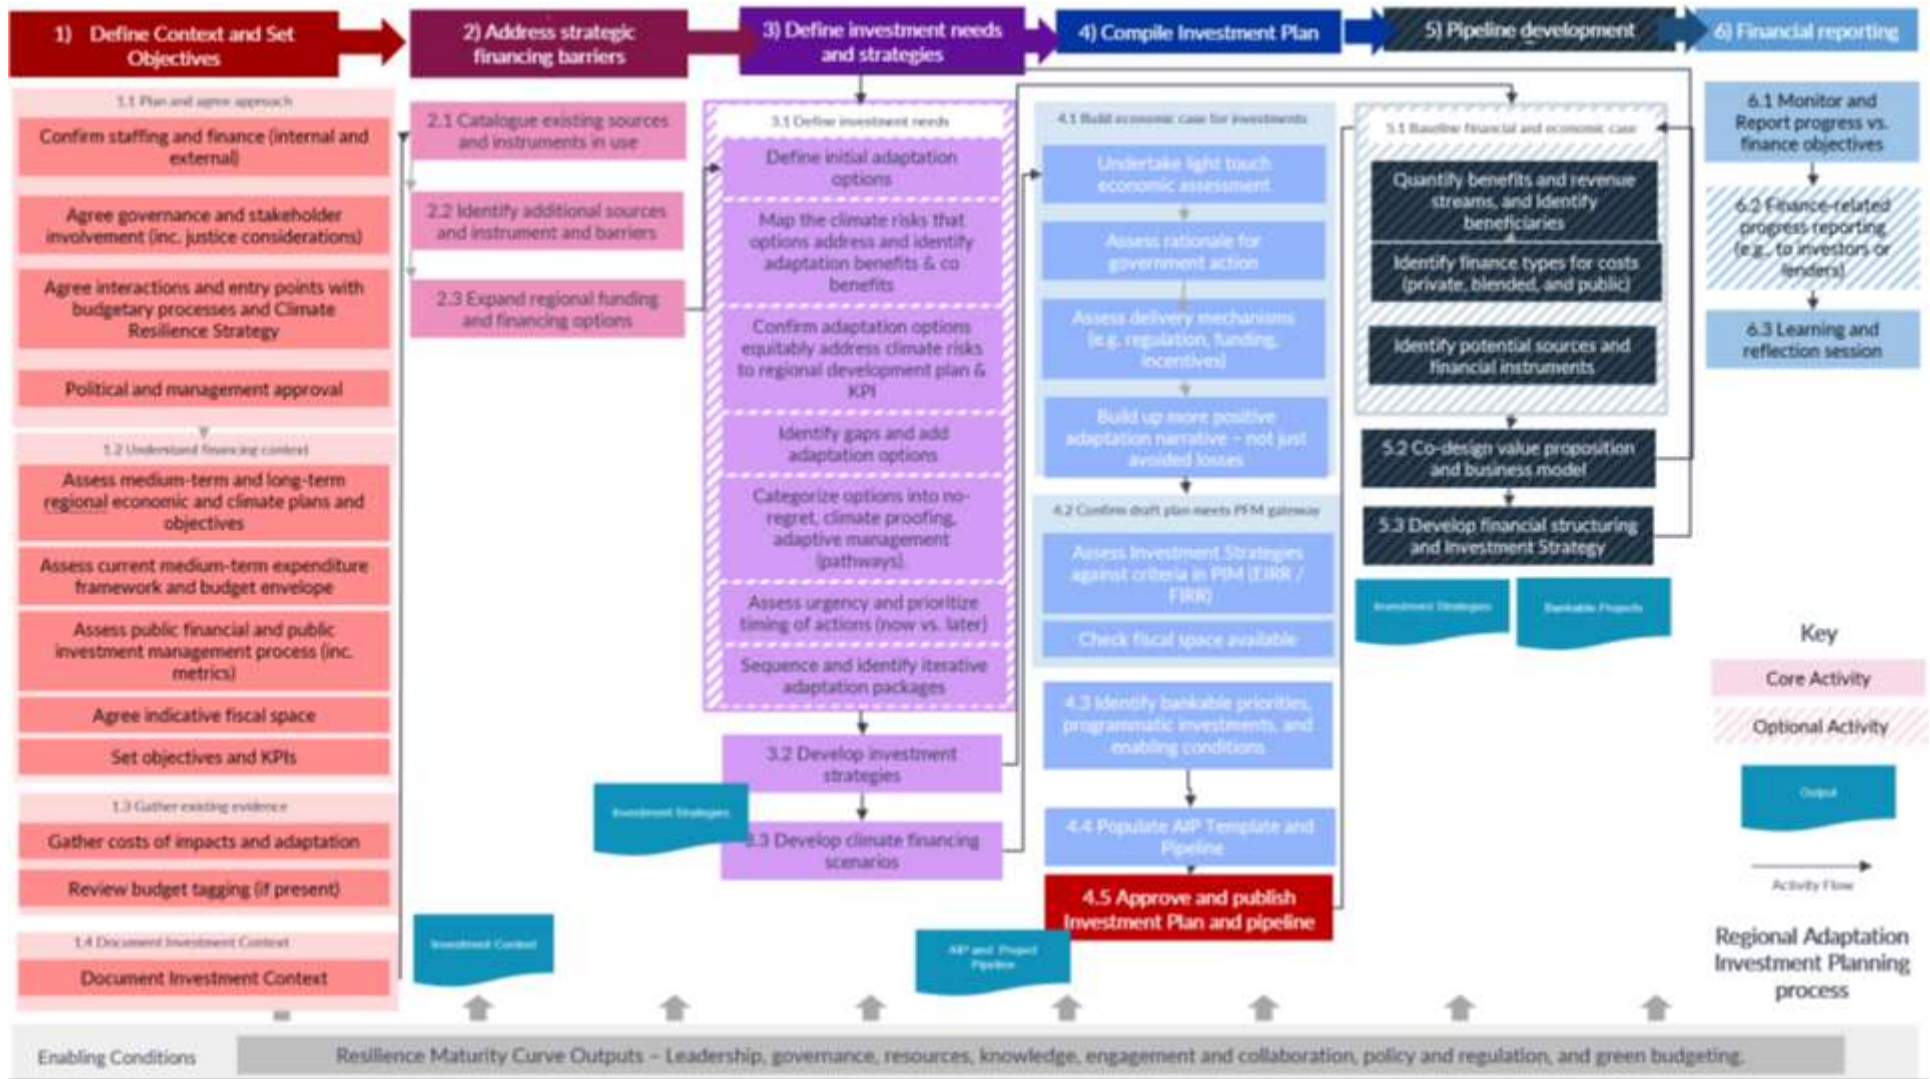 1) Define Context and Set
Objectives
2) Address strategic
financing barriers
3) Define investment needs
and strategies
4) Compile Investment Plan
5) Pipeline development
6) Financial reporting
1.1 Plan and agree approach
Confirm staffing and finance (internal and
external)
Agree governance and stakeholder
involvement (inc. justice considerations)
Agree interactions and entry points with
budgetary processes and Climate
Resilience Strategy
Political and management approval
1.2 Understand financing context
Assess medium-term and long-term
regional economic and climate plans and
objectives
Assess current medium-term expenditure
framework and budget envelope
Assess public financial and public
investment management process (inc.
metrics)
Agree indicative fiscal space
Set objectives and KPIs
1.3 Gather existing evidence
Gather costs of impacts and adaptation
Review budget tagging (if present)
1.4 Document Investment Context
Document Investment Context
2.1 Catalogue existing sources
and instruments in use
2.2 Identify additional sources
and instrument and barriers
2.3 Expand regional funding
and financing options
Investment Context
3.1 Define investment needs
Define initial adaptation
options
Map the climate risks that
options address and identify
adaptation benefits & co
benefits
Confirm adaptation options
equitably address climate risks
to regional development plan &
KPI
Identify gaps and add
adaptation options
Categorize options into no-
regret, climate proofing,
adaptive management
(pathways).
Assess urgency and prioritize
timing of actions (now vs. later)
Sequence and identify iterative
adaptation packages
3.2 Develop investment
strategies
Investment Strategies
3.3 Develop climate financing
scenarios
4.1 Build economic case for investments
Undertake light touch
economic assessment
Assess rationale for
government action
Assess delivery mechanisms
(e.g. regulation, funding,
incentives)
Build up more positive
adaptation narrative – not just
avoided losses
4.2 Confirm draft plan meets PFM gateway
Assess Investment Strategies
against criteria in PIM (EIRR /
FIRR)
Check fiscal space available
4.3 Identify bankable priorities,
programmatic investments, and
enabling conditions
4.4 Populate AIP Template and
Pipeline
4.5 Approve and publish
Investment Plan and pipeline
AIP and Project
Pipeline
5.1 Baseline financial and economic case
Quantify benefits and revenue
streams, and Identify
beneficiaries
Identify finance types for costs
(private, blended, and public)
Identify potential sources and
financial instruments
5.2 Co-design value proposition
and business model
5.3 Develop financial structuring
and Investment Strategy
Investment Strategies
Bankable Projects
6.1 Monitor and
Report progress vs.
finance objectives
6.2 Finance-related
progress reporting
(e.g., to investors or
lenders)
6.3 Learning and
reflection session
Key
Core Activity
Optional Activity
Output
Activity Flow
Regional Adaptation
Investment Planning
process
Enabling Conditions
Resilience Maturity Curve Outputs – Leadership, governance, resources, knowledge, engagement and collaboration, policy and regulation, and green budgeting.